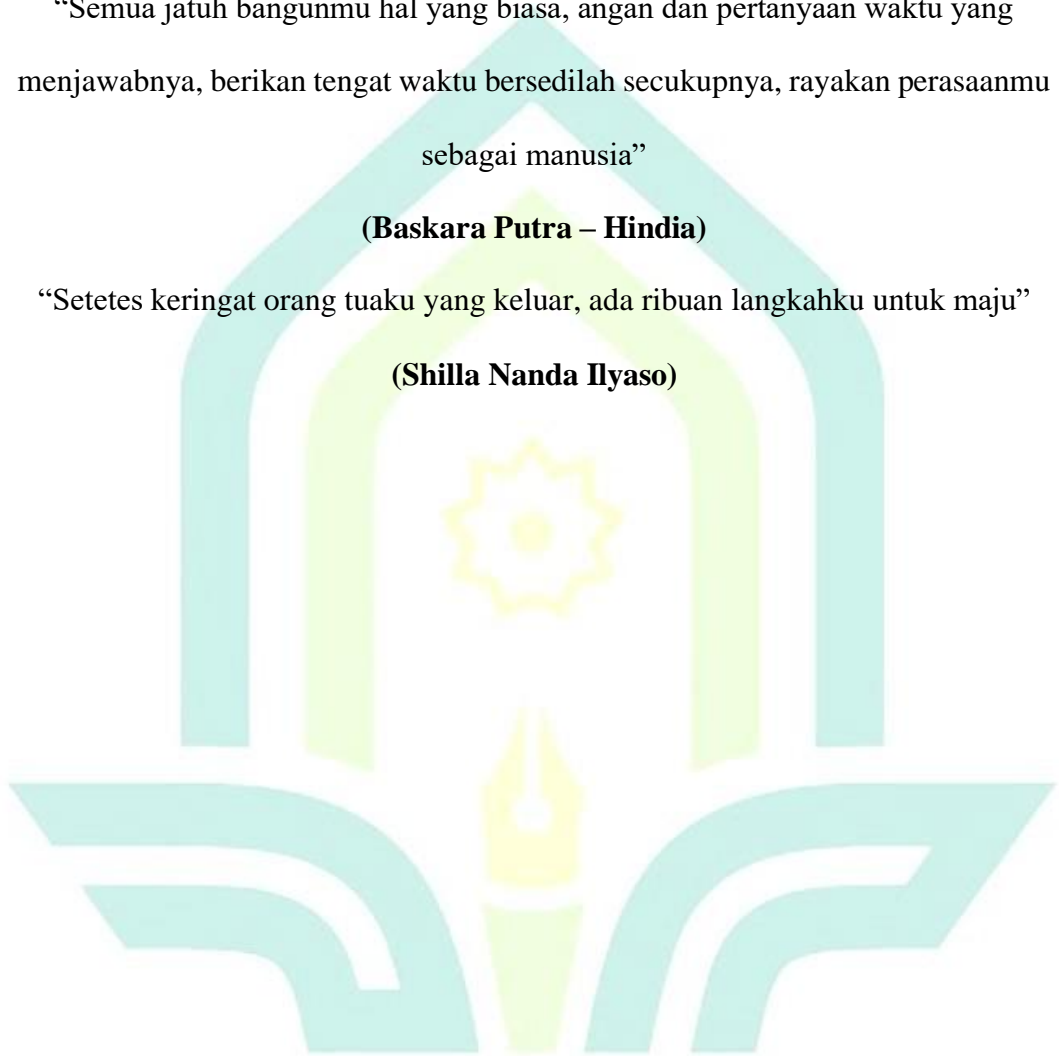 “Semua jatuh bangunmu hal yang biasa, angan dan pertanyaan waktu yang
menjawabnya, berikan tengat waktu bersedilah secukupnya, rayakan perasaanmu
sebagai manusia”
(Baskara Putra – Hindia)
“Setetes keringat orang tuaku yang keluar, ada ribuan langkahku untuk maju”
(Shilla Nanda Ilyaso)